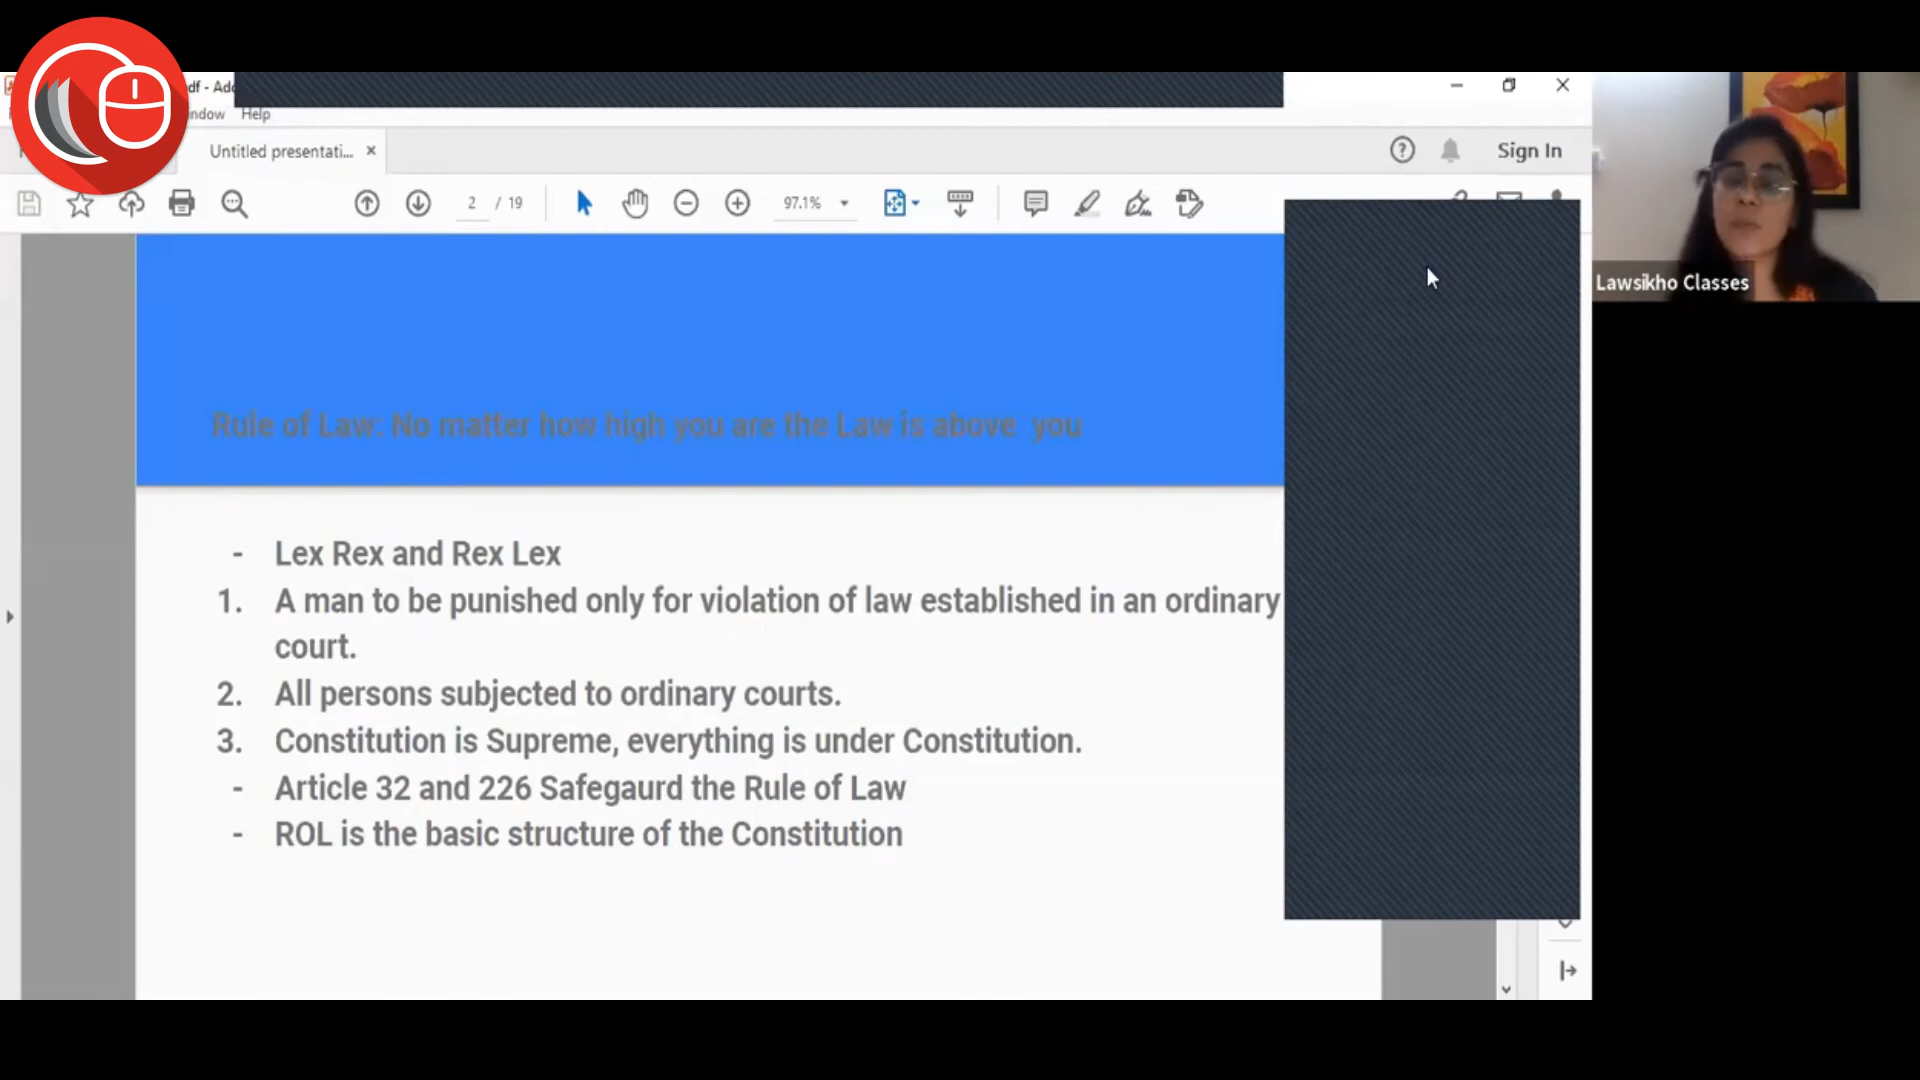 df - Ado
ndow Help
Untitled presentati... ×
Sign In
2 / 19
97.1%
Lawsikho Classes
Rule of Law: No matter how high you are the Law is above you
- Lex Rex and Rex Lex
1. A man to be punished only for violation of law established in an ordinary
court.
2. All persons subjected to ordinary courts.
3. Constitution is Supreme, everything is under Constitution.
- Article 32 and 226 Safegaurd the Rule of Law
- ROL is the basic structure of the Constitution